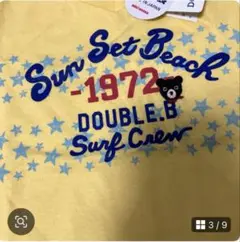 Sun Set Beach
-1972
DOUBLE.B
Surf Crew
3/9